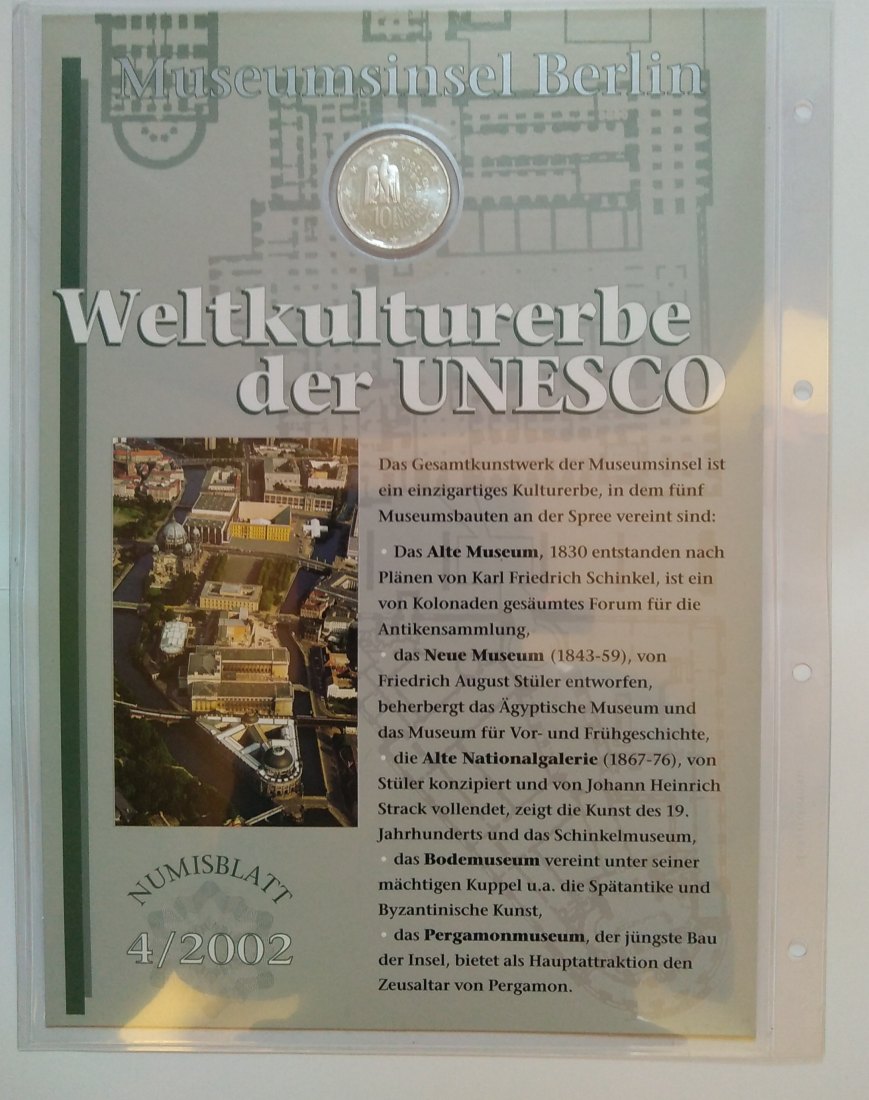 Museumsinsel Berlin
10
Weltkulturerbe
der UNESCO
Das Gesamtkunstwerk der Museumsinsel ist
ein einzigartiges Kulturerbe, in dem fünf
Museumsbauten an der Spree vereint sind:
• Das Alte Museum, 1830 entstanden nach
Plänen von Karl Friedrich Schinkel, ist ein
von Kolonaden gesäumtes Forum für die
Antikensammlung,
• das Neue Museum (1843-59), von
Friedrich August Stüler entworfen,
beherbergt das Ägyptische Museum und
das Museum für Vor- und Frühgeschichte,
• die Alte Nationalgalerie (1867-76), von
Stüler konzipiert und von Johann Heinrich
Strack vollendet, zeigt die Kunst des 19.
Jahrhunderts und das Schinkelmuseum,
• das Bodemuseum vereint unter seiner
mächtigen Kuppel u.a. die Spätantike und
Byzantinische Kunst,
• das Pergamonmuseum, der jüngste Bau
der Insel, bietet als Hauptattraktion den
Zeusaltar von Pergamon.
NUMISBLATT
4/2002